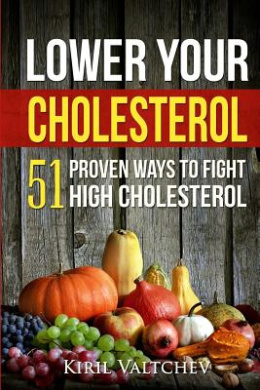 LOWER YOUR
CHOLESTEROL
51 PROVEN WAYS TO FIGHT
HIGH CHOLESTEROL
KIRIL VALTCHEV